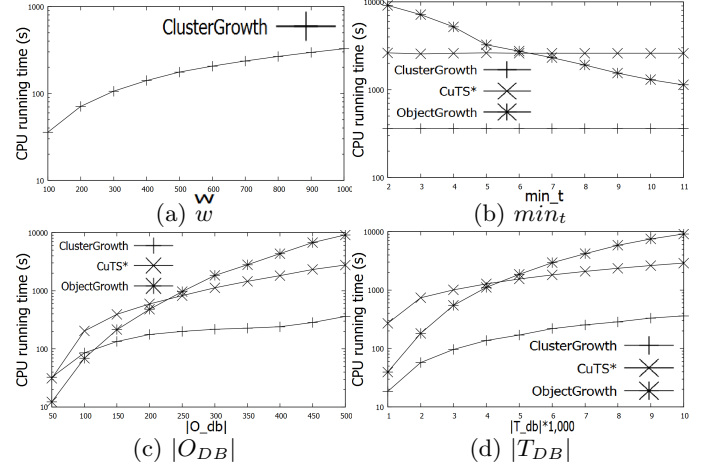 CPU running time (s)
1000
100
10
ClusterGrowth
100 200 300 400 500 600 700 800 900 1000
w
(a) w
CPU running time (s)
10000
1000
100
ClusterGrowth
CuTS*
ObjectGrowth
2 3 4 5 6 7 8 9 10 11
min_t
(b) min_t
CPU running time (s)
10000
1000
100
10
ClusterGrowth
CuTS*
ObjectGrowth
50 100 150 200 250 300 350 400 450 500
|O_db|
(c) |O_DB|
CPU running time (s)
10000
1000
100
10
ClusterGrowth
CuTS*
ObjectGrowth
1 2 3 4 5 6 7 8 9 10
|T_db|*1,000
(d) |T_DB|